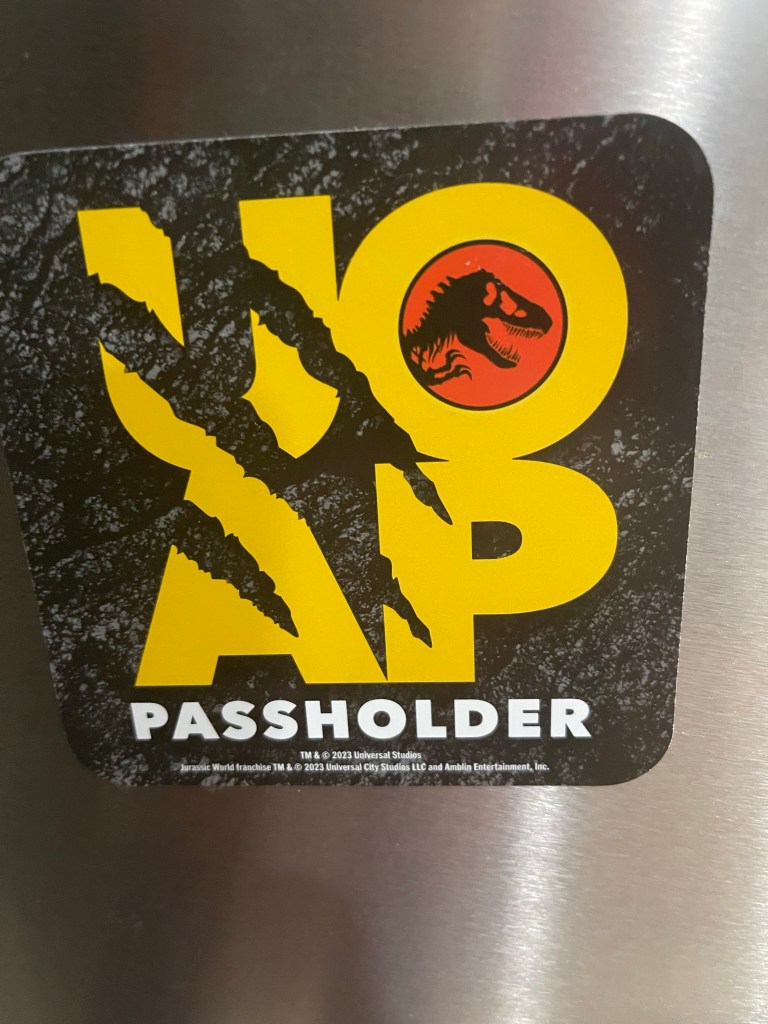 UO
AP
PASSHOLDER
TM & © 2023 Universal Studios
Jurassic World franchise TM & © 2023 Universal City Studios LLC and Amblin Entertainment, Inc.